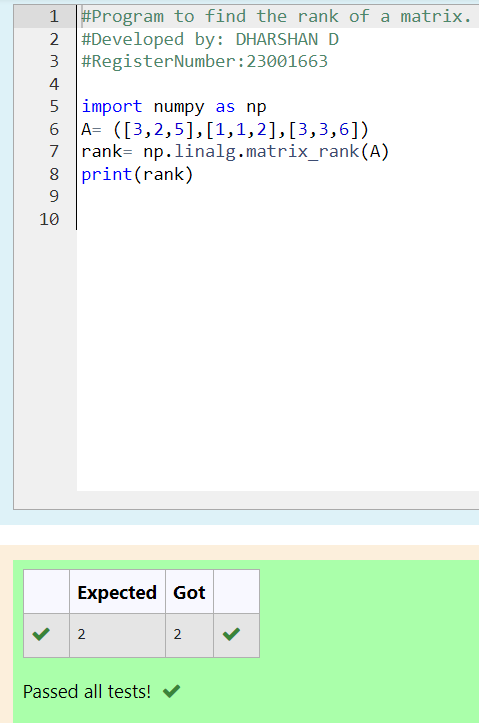 1 #Program to find the rank of a matrix.
2 #Developed by: DHARSHAN D
3 #RegisterNumber:23001663
4
5 import numpy as np
6 A= ([3,2,5],[1,1,2],[3,3,6])
7 rank= np.linalg.matrix_rank(A)
8 print(rank)
9
10
Expected Got
2 2
Passed all tests!